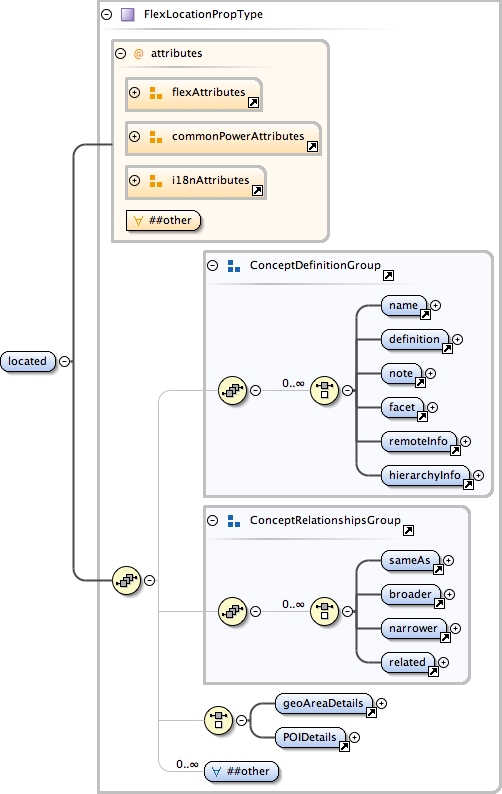 FlexLocationPropType
@ attributes
flexAttributes
commonPowerAttributes
i18nAttributes
##other
ConceptDefinitionGroup
name
definition
0..∞
note
facet
remoteInfo
hierarchyInfo
located
ConceptRelationshipsGroup
sameAs
broader
0..∞
narrower
related
geoAreaDetails
POIDetails
0..∞
##other